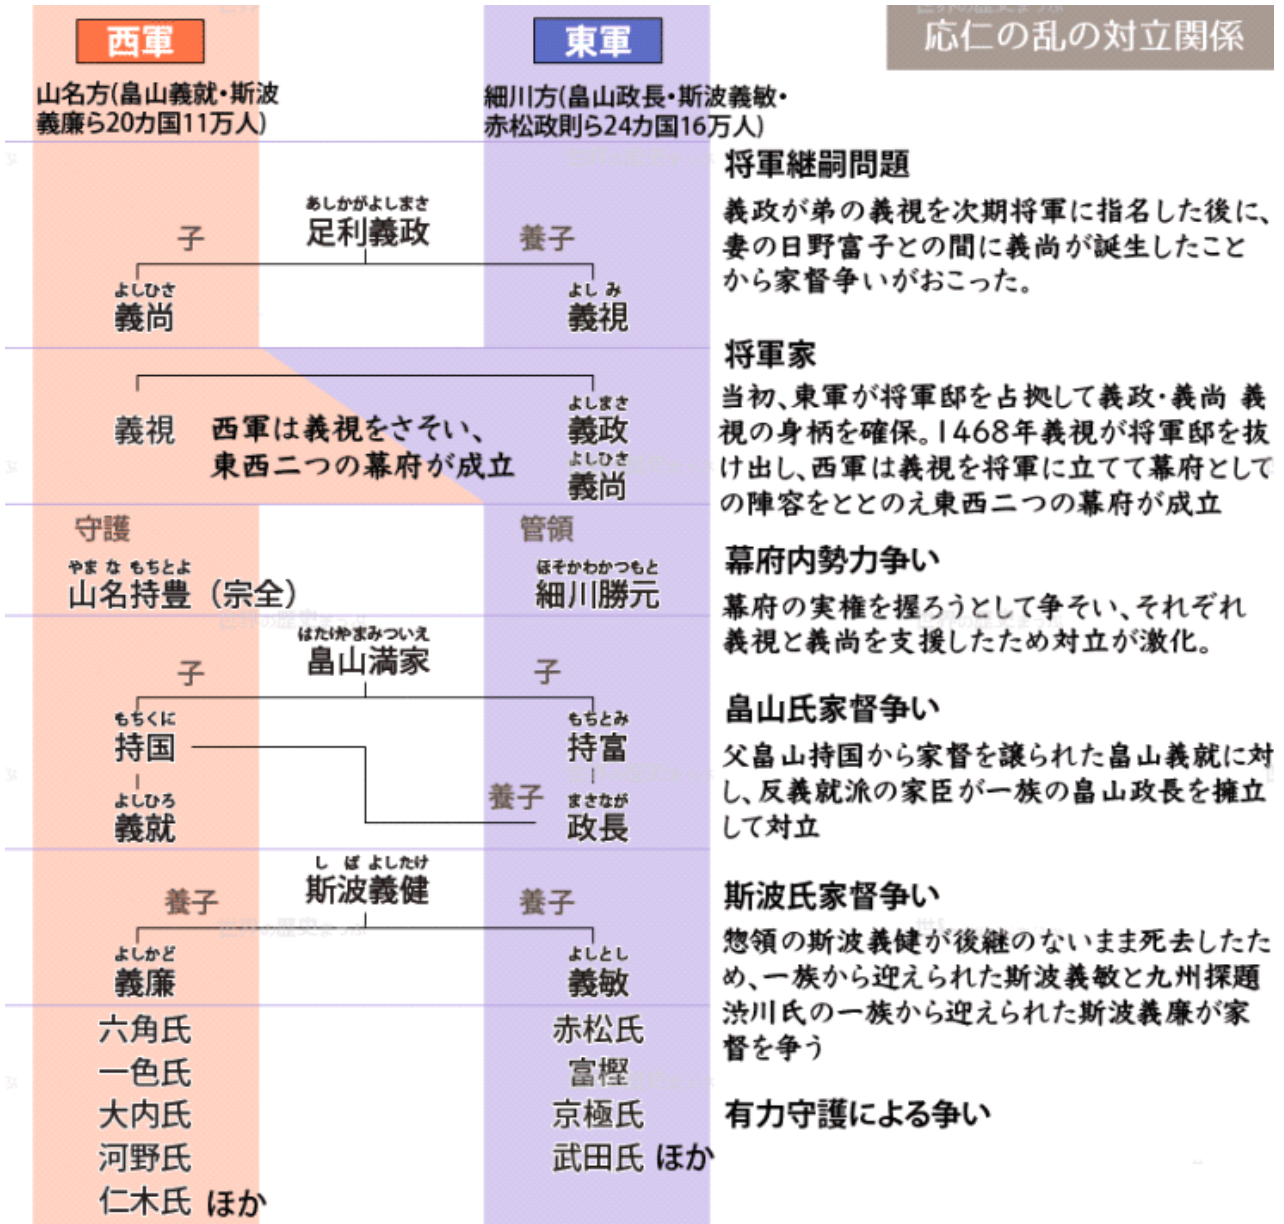 西軍
東軍
応仁の乱の対立関係
山名方(畠山義就・斯波
義廉ら20カ国11万人)
細川方(畠山政長・斯波義敏・
赤松政則ら24カ国16万人)
将軍継嗣問題
あしかがよしまさ
足利義政
子
養子
よしひさ
義尚
よしみ
義視
義政が弟の義視を次期将軍に指名した後に、
妻の日野富子との間に義尚が誕生したこと
から家督争いがおこった。
将軍家
義視
西軍は義視をさそい、
東西二つの幕府が成立
よしまさ
義政
よしひさ
義尚
当初、東軍が将軍邸を占拠して義政・義尚 義
視の身柄を確保。1468年義視が将軍邸を抜
け出し、西軍は義視を将軍に立てて幕府として
の陣容をととのえ東西二つの幕府が成立
守護
やま な もちとよ
山名持豊（宗全）
管領
ほそかわかつもと
細川勝元
幕府内勢力争い
幕府の実権を握ろうとして争そい、それぞれ
義視と義尚を支援したため対立が激化。
はたけやまみついえ
畠山満家
子
子
もちくに
持国
もちとみ
持富
よしひろ
義就
養子
まさなが
政長
畠山氏家督争い
父畠山持国から家督を譲られた畠山義就に対
し、反義就派の家臣が一族の畠山政長を擁立
して対立
し ば よしたけ
斯波義健
養子
養子
よしかど
義廉
よしとし
義敏
斯波氏家督争い
惣領の斯波義健が後継のないまま死去したた
め、一族から迎えられた斯波義敏と九州探題
渋川氏の一族から迎えられた斯波義廉が家
督を争う
六角氏
一色氏
大内氏
河野氏
仁木氏 ほか
赤松氏
富樫
京極氏
武田氏 ほか
有力守護による争い